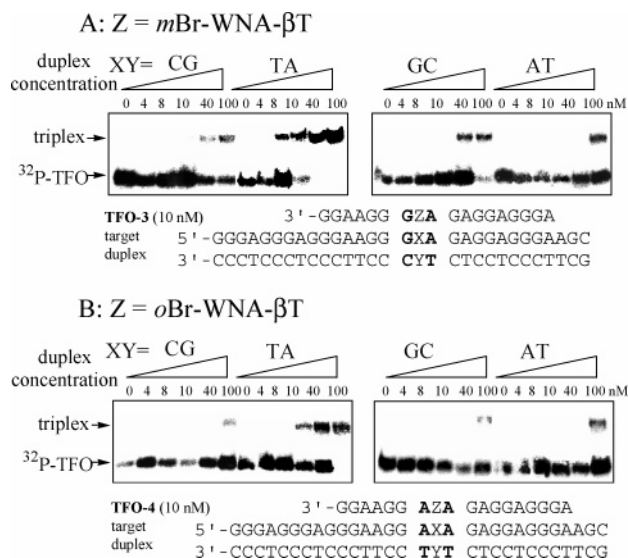 A: Z = mBr-WNA-βT
duplex concentration XY= CG TA GC AT
0 4 8 10 40 100 0 4 8 10 40 100 0 4 8 10 40 100 0 4 8 10 40 100 nM
triplex
32P-TFO
TFO-3 (10 nM) 3'-GGAAGG GZA GAGGAGGGA
target 5'-GGGAGGGAGGGAAGG GXA GAGGAGGGAAGC
duplex 3'-CCCTCCCTCCCTTCC CYT CTCCTCCCTTCG
B: Z = oBr-WNA-βT
duplex concentration XY= CG TA GC AT
0 4 8 10 40 100 0 4 8 10 40 100 0 4 8 10 40 100 0 4 8 10 40 100 nM
triplex
32P-TFO
TFO-4 (10 nM) 3'-GGAAGG AZA GAGGAGGGA
target 5'-GGGAGGGAGGGAAGG AXA GAGGAGGGAAGC
duplex 3'-CCCTCCCTCCCTTCC TYT CTCCTCCCTTCG